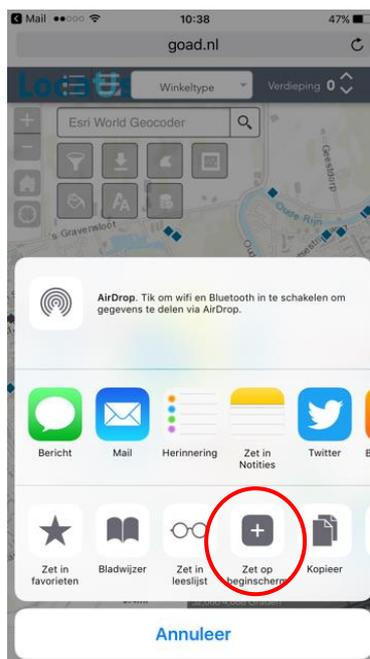 Mail 10:38 47%
goad.nl
Locatus Winkeltype Verdieping 0
Esri World Geocoder
Geestdorp
Oude Rijn
's Gravensloot
AirDrop. Tik om wifi en Bluetooth in te schakelen om
gegevens te delen via AirDrop.
Bericht Mail Herinnering Zet in Notities Twitter
Zet in favorieten Bladwijzer Zet in leeslijst Zet op beginscherm Kopieer
Annuleer